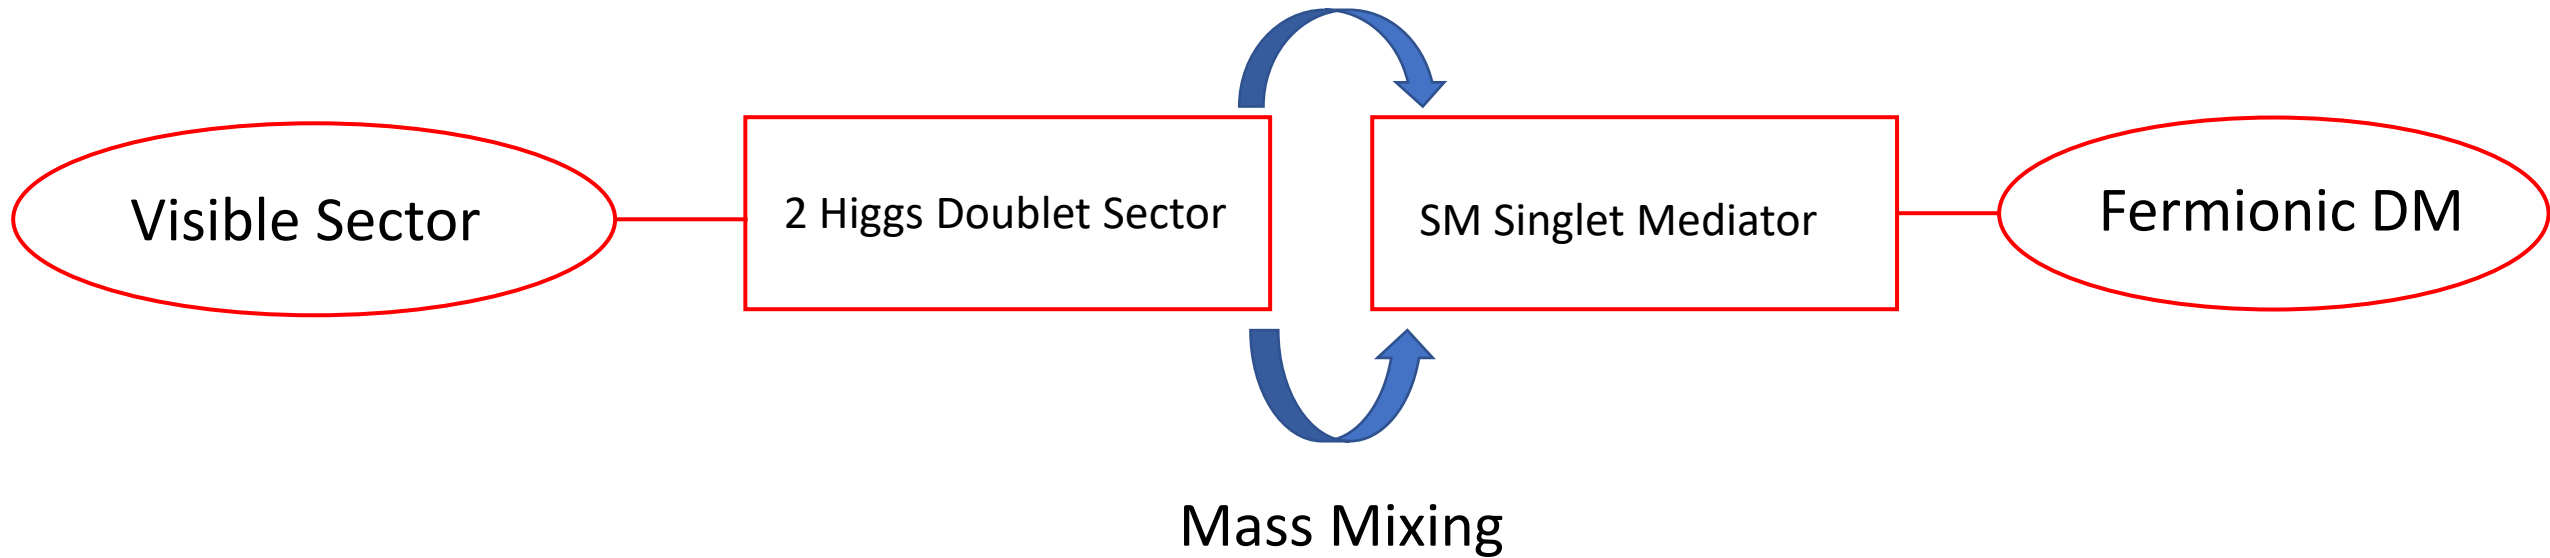 Visible Sector
2 Higgs Doublet Sector
SM Singlet Mediator
Fermionic DM
Mass Mixing